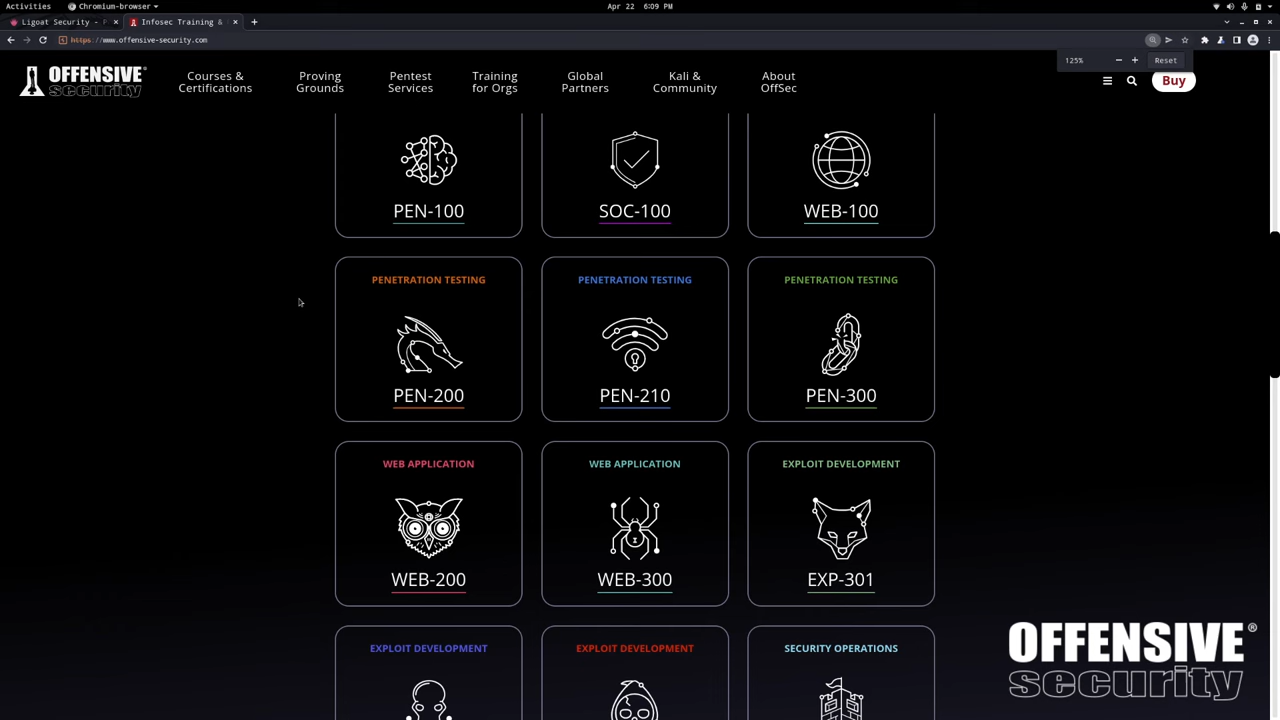 Activities
Chromium-browser
Apr 22 6:09 PM
Ligoat Security - F
Infosec Training &
https://www.offensive-security.com
125%
Reset
OFFENSIVE®
security
Courses &
Certifications
Proving
Grounds
Pentest
Services
Training
for Orgs
Global
Partners
Kali &
Community
About
OffSec
Buy
PEN-100
SOC-100
WEB-100
PENETRATION TESTING
PENETRATION TESTING
PENETRATION TESTING
PEN-200
PEN-210
PEN-300
WEB APPLICATION
WEB APPLICATION
EXPLOIT DEVELOPMENT
WEB-200
WEB-300
EXP-301
EXPLOIT DEVELOPMENT
EXPLOIT DEVELOPMENT
SECURITY OPERATIONS
OFFENSIVE®
security